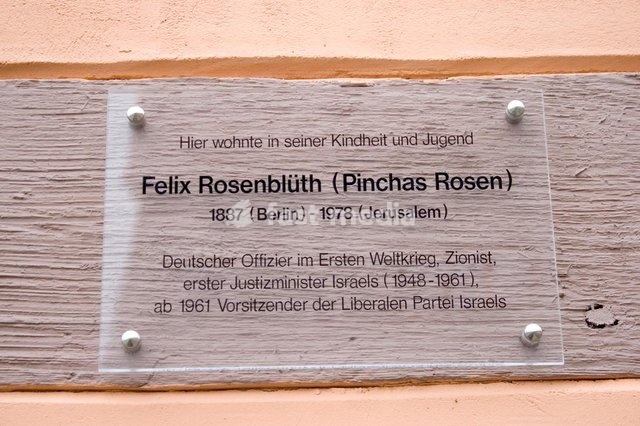 Hier wohnte in seiner Kindheit und Jugend
Felix Rosenblüth (Pinchas Rosen)
1887 (Berlin) - 1978 (Jerusalem)
Deutscher Offizier im Ersten Weltkrieg, Zionist,
erster Justizminister Israels (1948-1961),
ab 1961 Vorsitzender der Liberalen Partei Israels